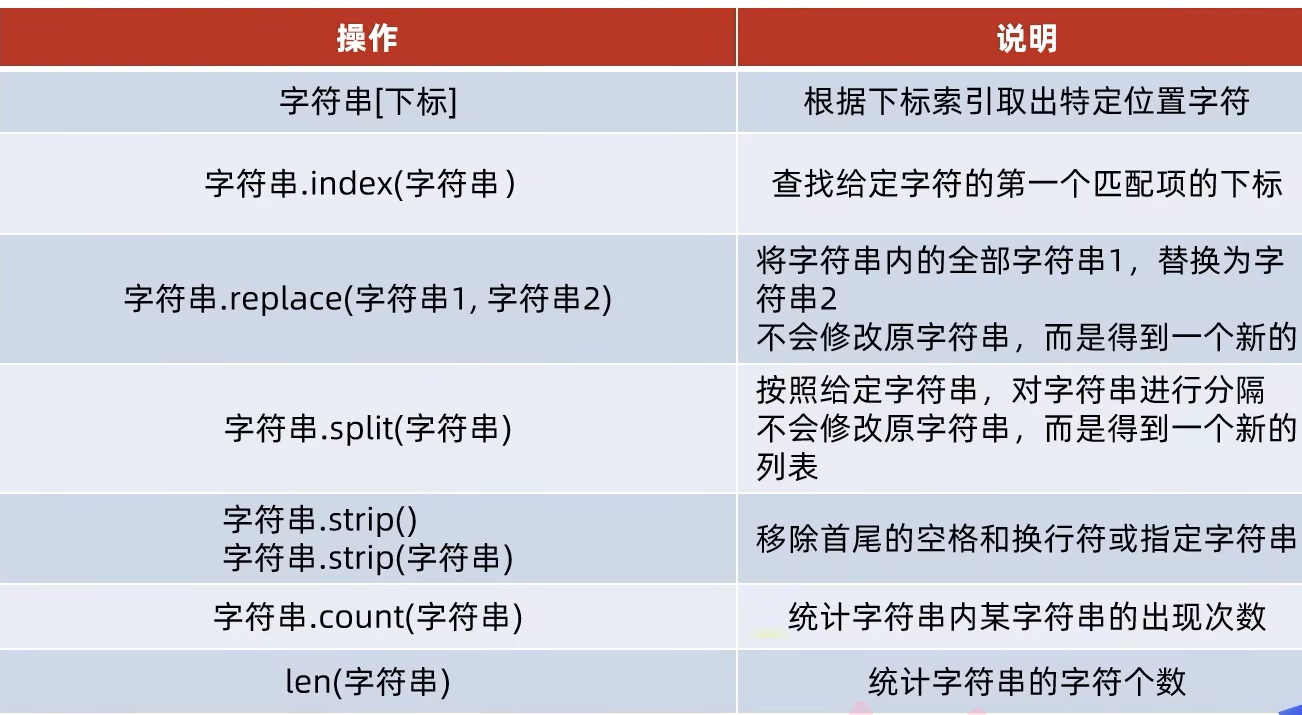 操作
说明
字符串[下标]
根据下标索引取出特定位置字符
字符串.index(字符串）
查找给定字符的第一个匹配项的下标
字符串.replace(字符串1, 字符串2)
将字符串内的全部字符串1，替换为字
符串2
不会修改原字符串，而是得到一个新的
字符串.split(字符串)
按照给定字符串，对字符串进行分隔
不会修改原字符串，而是得到一个新的
列表
字符串.strip()
字符串.strip(字符串)
移除首尾的空格和换行符或指定字符串
字符串.count(字符串)
统计字符串内某字符串的出现次数
len(字符串)
统计字符串的字符个数